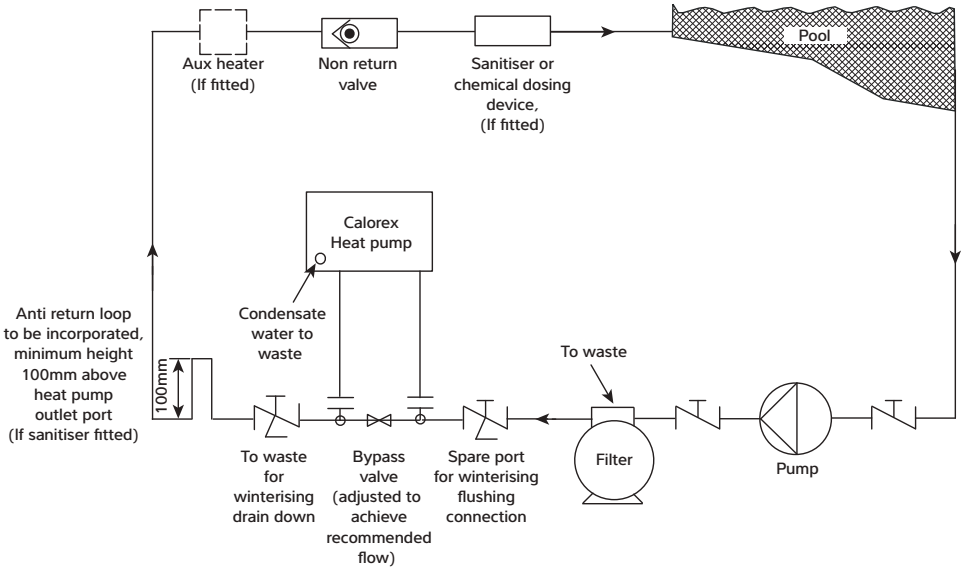 Pool
Aux heater
(If fitted)
Non return
valve
Sanitiser or
chemical dosing
device,
(If fitted)
Calorex
Heat pump
Condensate
water to
waste
Anti return loop
to be incorporated,
minimum height
100mm above
heat pump
outlet port
(If sanitiser fitted)
100mm
To waste
for
winterising
drain down
Bypass
valve
(adjusted to
achieve
recommended
flow)
Spare port
for winterising
flushing
connection
To waste
Filter
Pump